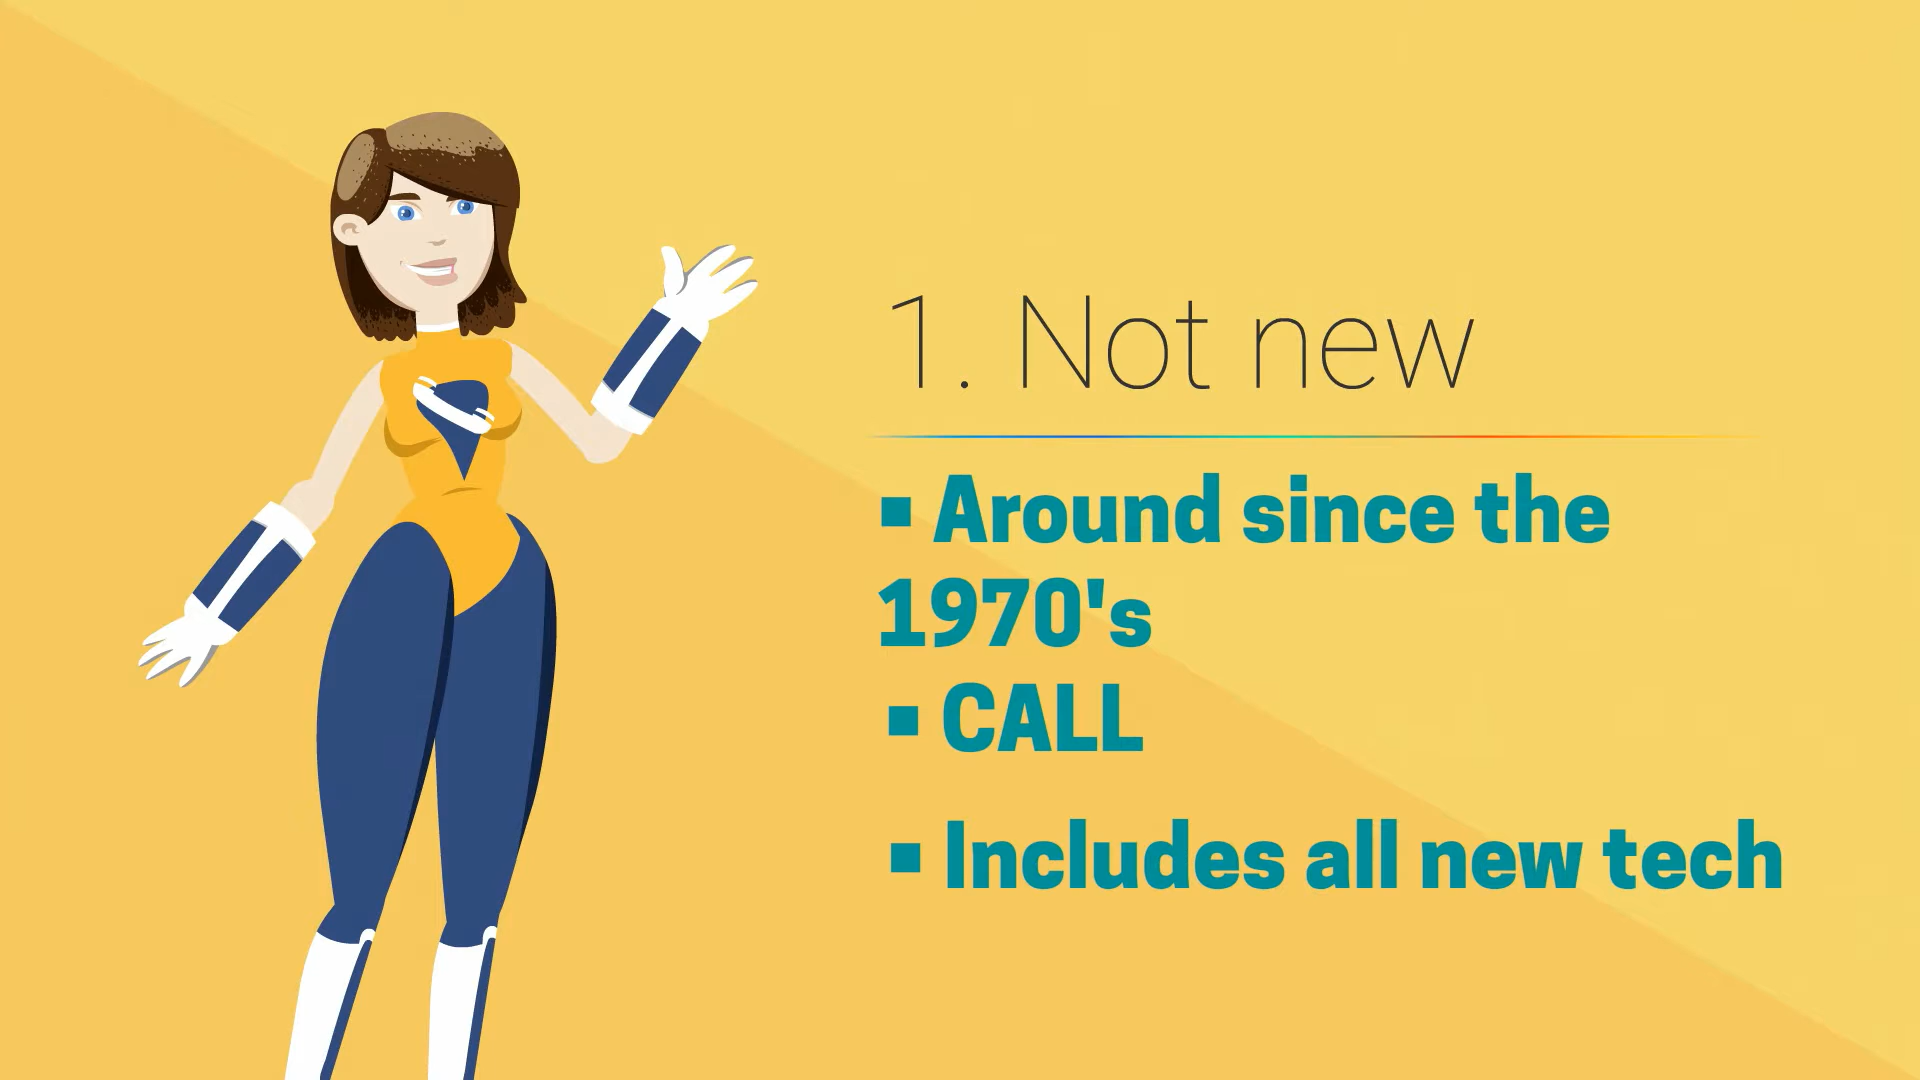 1. Not new
▪ Around since the
1970's
▪ CALL
▪ Includes all new tech